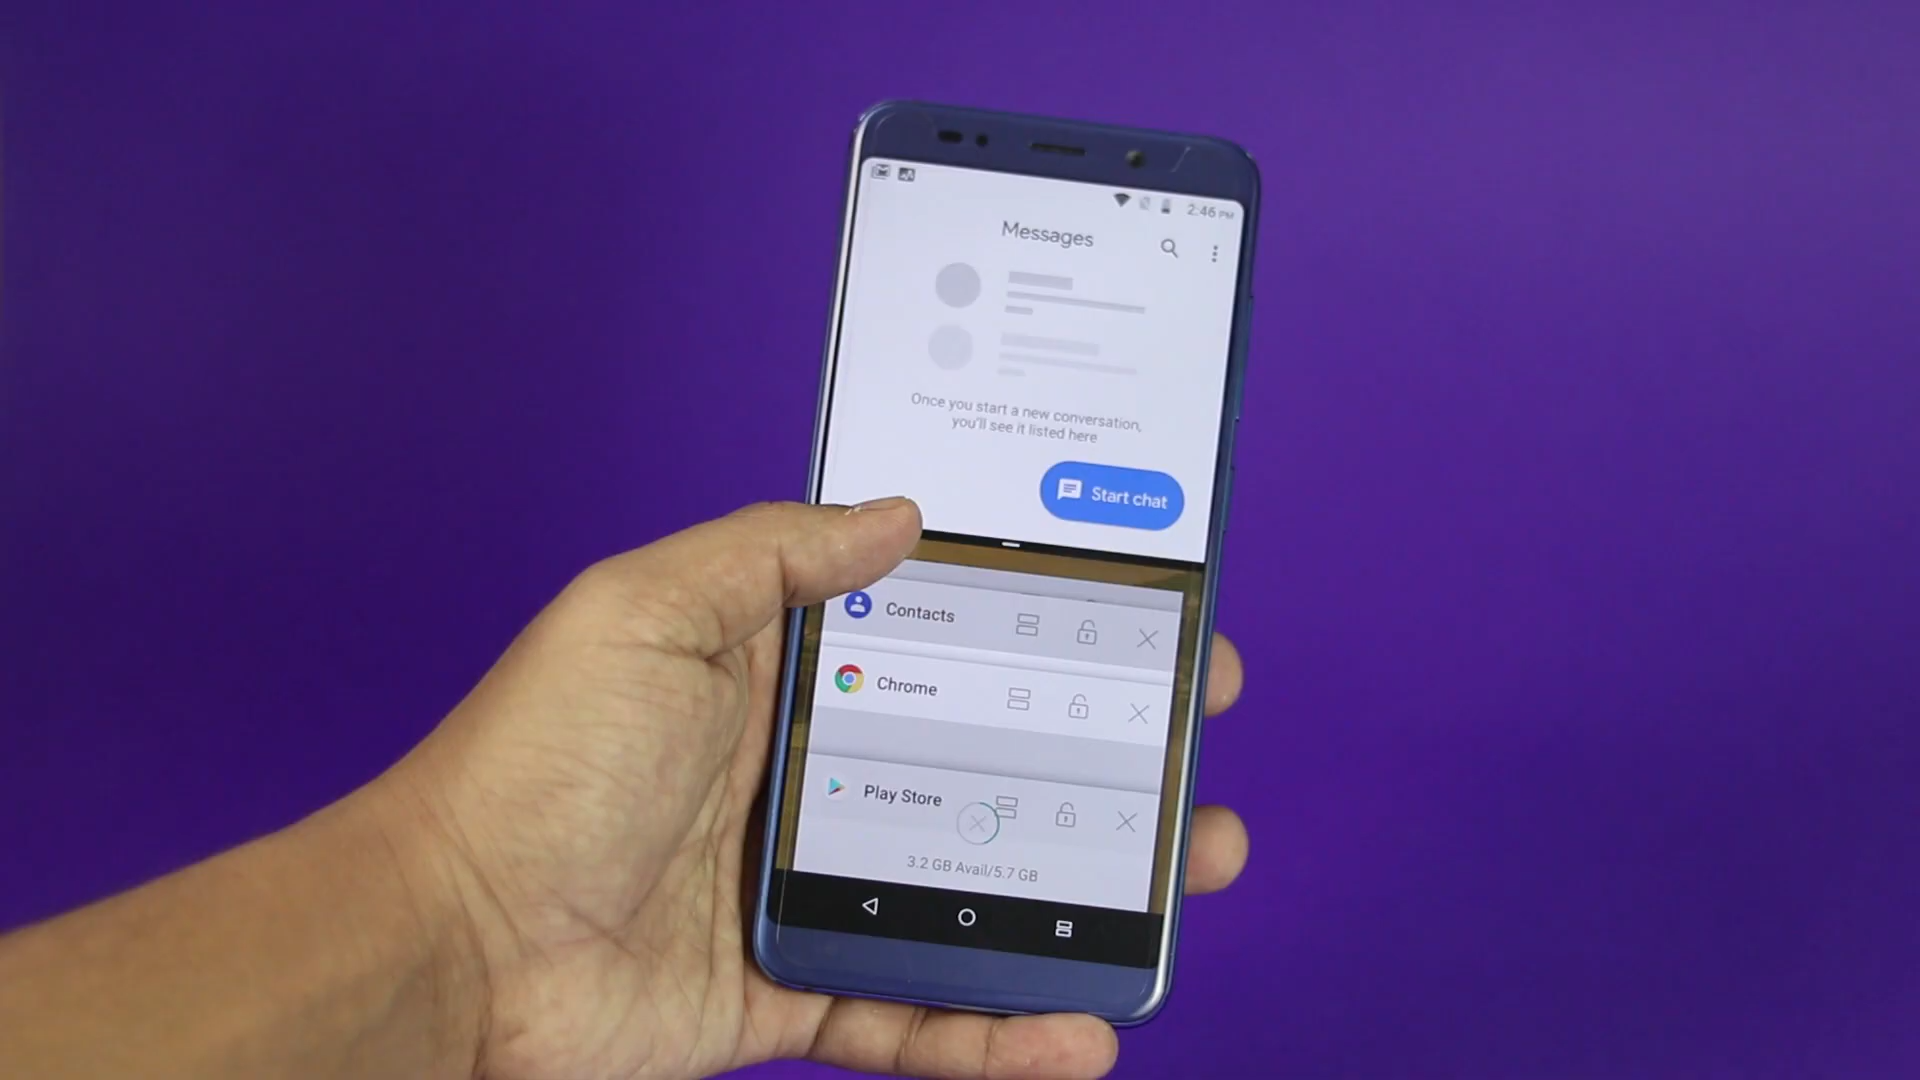 2:46 PM
Messages
Once you start a new conversation,
you'll see it listed here
Start chat
Contacts
Chrome
Play Store
3.2 GB Avail/5.7 GB